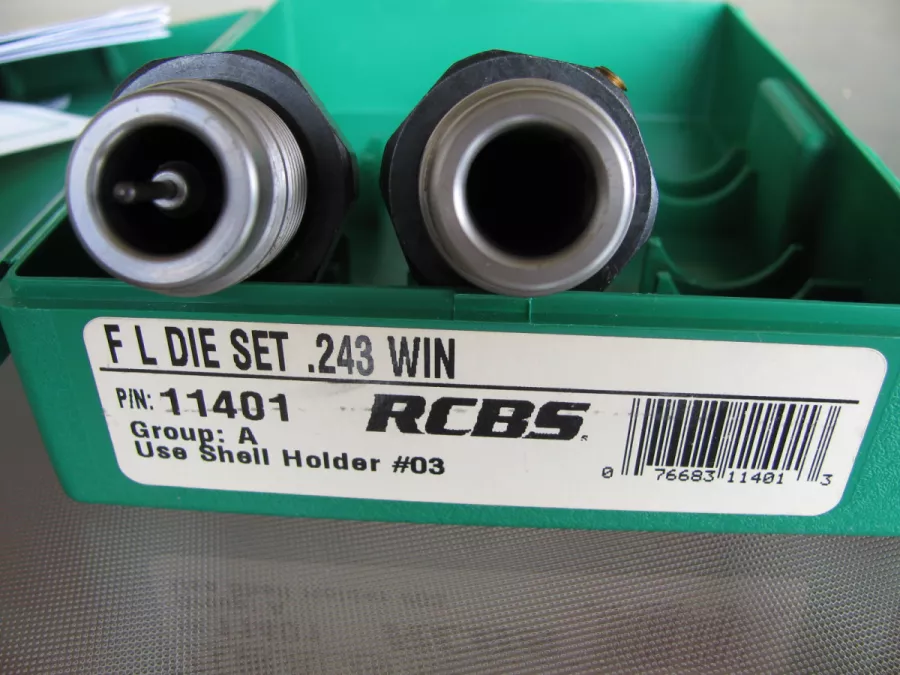 F L DIE SET .243 WIN
P/N: 11401
RCBS
Group: A
Use Shell Holder #03
0 76683 11401 3